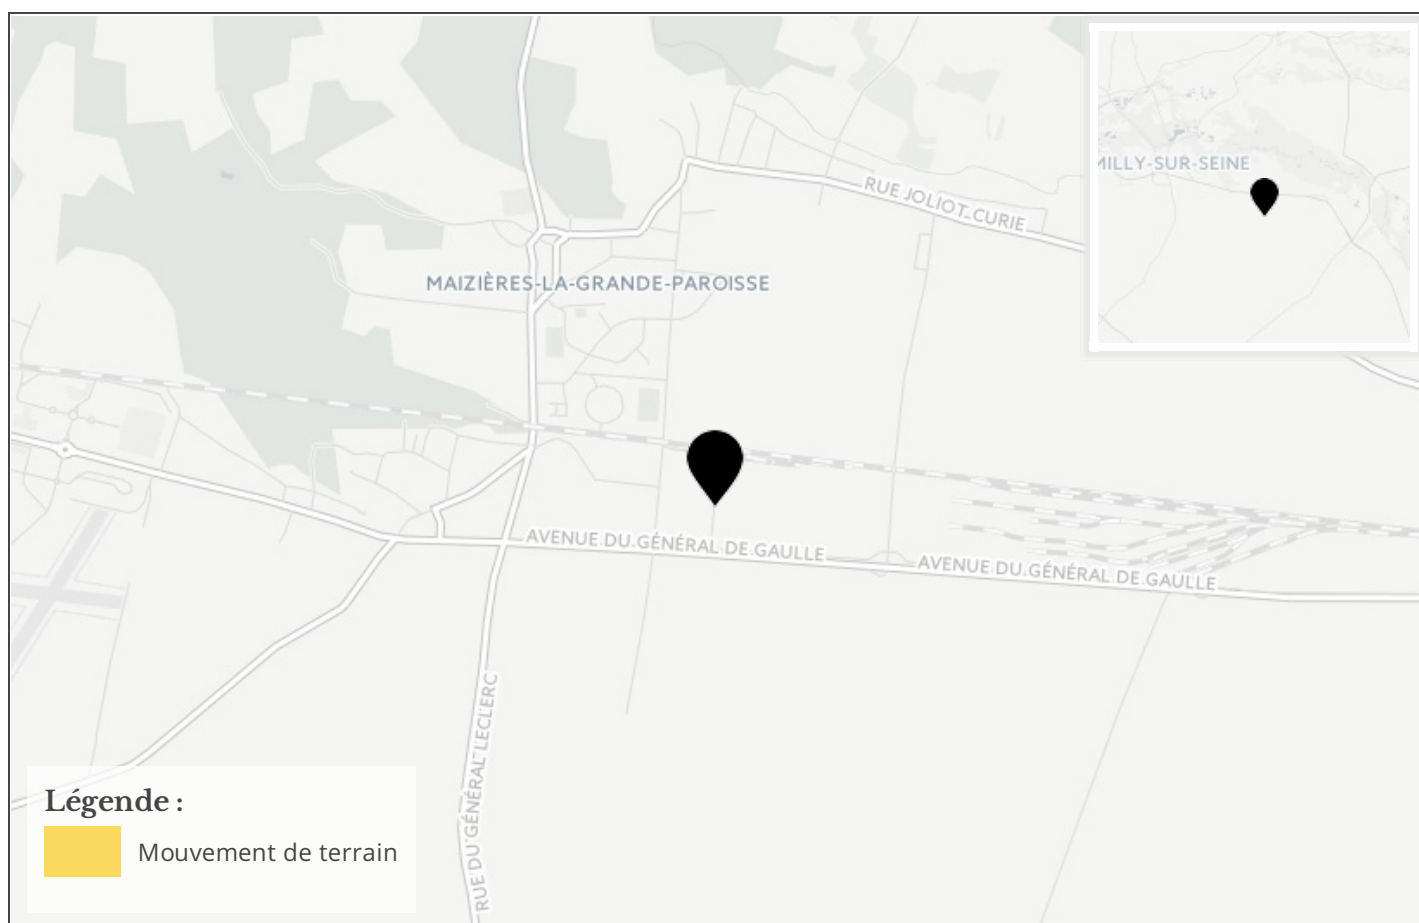 MILLY-SUR-SEINE
RUE JOLIOT CURIE
MAIZIÈRES-LA-GRANDE-PAROISSE
AVENUE DU GÉNÉRAL DE GAULLE
AVENUE DU GÉNÉRAL DE GAULLE
RUE DU GÉNÉRAL LECLERC
Légende :
Mouvement de terrain